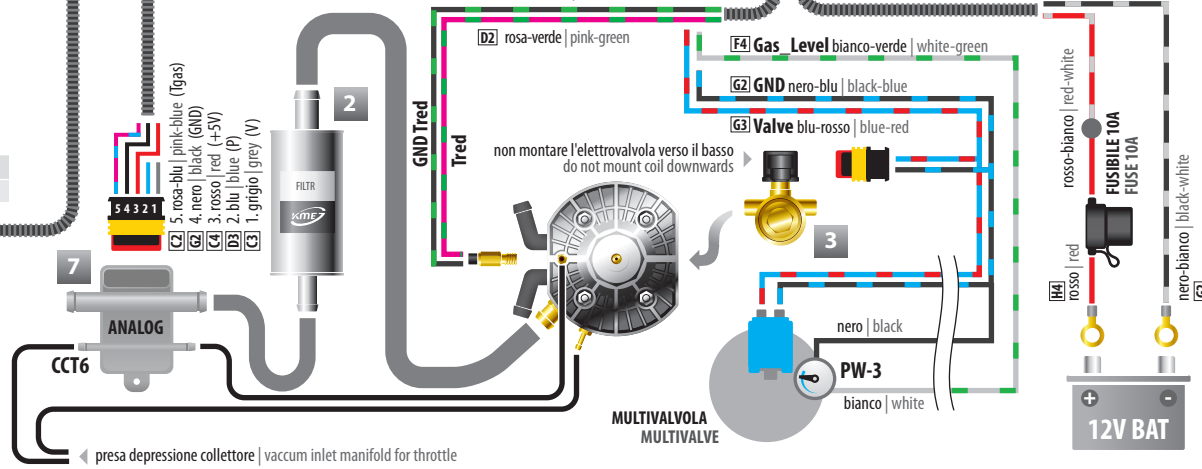 D2 rosa-verde | pink-green
F4 Gas_Level bianco-verde | white-green
G2 GND nero-blu | black-blue
G3 Valve blu-rosso | blue-red
GND Tred
Tred
2
FILTR
KME
5 4 3 2 1
C2 5. rosa-blu | pink-blue (Tgas)
G2 4. nero | black (GND)
C4 3. rosso | red (+5V)
D3 2. blu | blue (P)
C3 1. grigio | grey (V)
non montare l'elettrovalvola verso il basso
do not mount coil downwards
3
7
ANALOG
CCT6
nero | black
PW-3
bianco | white
MULTIVALVOLA
MULTIVALVE
presa depressione collettore | vaccum inlet manifold for throttle
rosso-bianco | red-white
FUSIBILE 10A
FUSE 10A
H4
rosso | red
nero-bianco | black-white
+ -
12V BAT